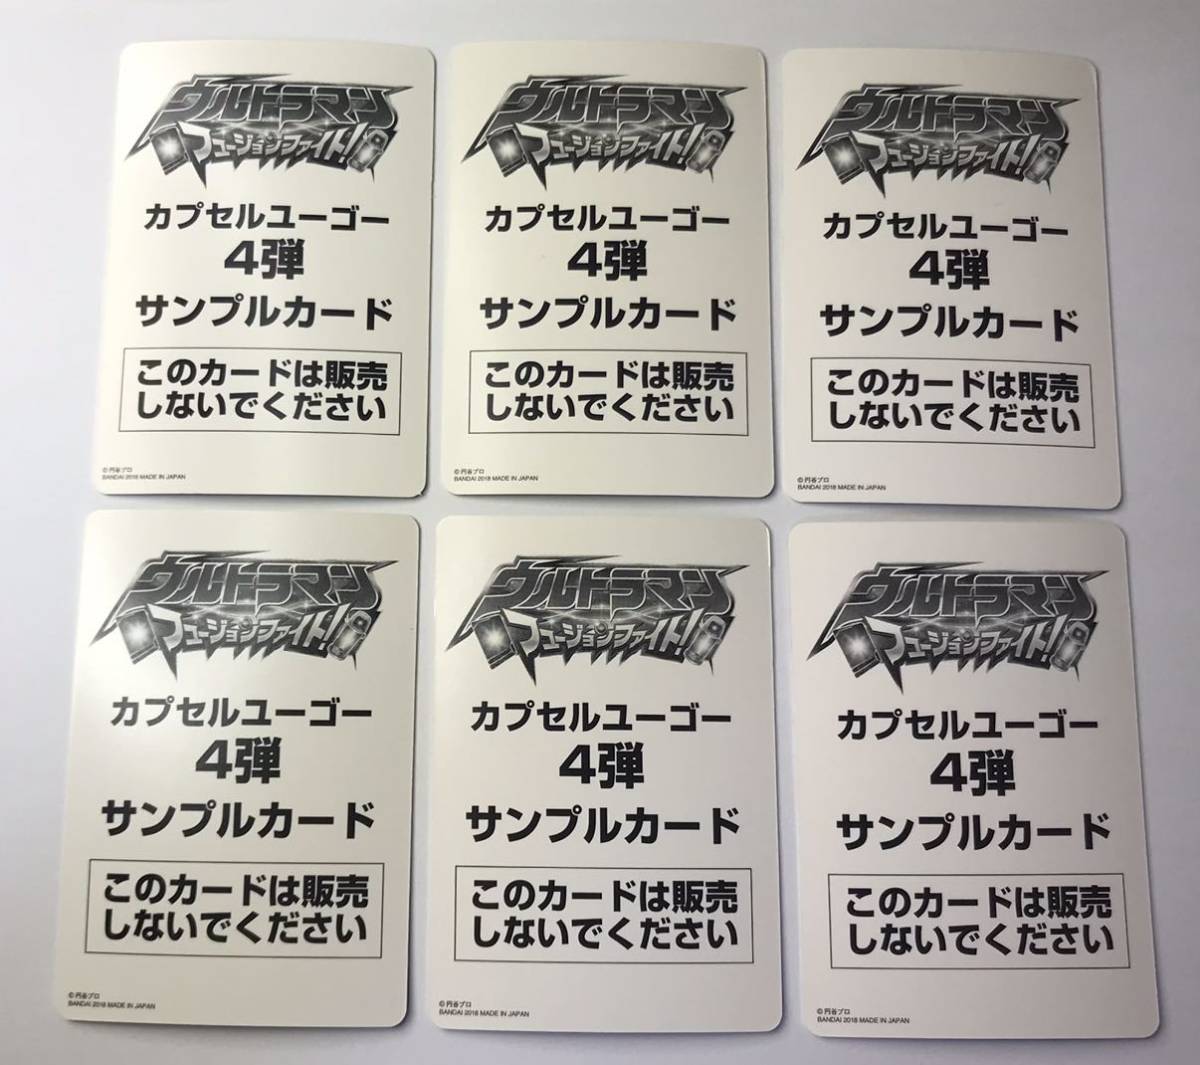 ウルトラマン
フュージョンファイト!
カプセルユーゴー
4弾
サンプルカード
このカードは販売
しないでください
© 円谷プロ
BANDAI 2018 MADE IN JAPAN
ウルトラマン
フュージョンファイト!
カプセルユーゴー
4弾
サンプルカード
このカードは販売
しないでください
© 円谷プロ
BANDAI 2018 MADE IN JAPAN
ウルトラマン
フュージョンファイト!
カプセルユーゴー
4弾
サンプルカード
このカードは販売
しないでください
© 円谷プロ
BANDAI 2018 MADE IN JAPAN
ウルトラマン
フュージョンファイト!
カプセルユーゴー
4弾
サンプルカード
このカードは販売
しないでください
© 円谷プロ
BANDAI 2018 MADE IN JAPAN
ウルトラマン
フュージョンファイト!
カプセルユーゴー
4弾
サンプルカード
このカードは販売
しないでください
© 円谷プロ
BANDAI 2018 MADE IN JAPAN
ウルトラマン
フュージョンファイト!
カプセルユーゴー
4弾
サンプルカード
このカードは販売
しないでください
© 円谷プロ
BANDAI 2018 MADE IN JAPAN